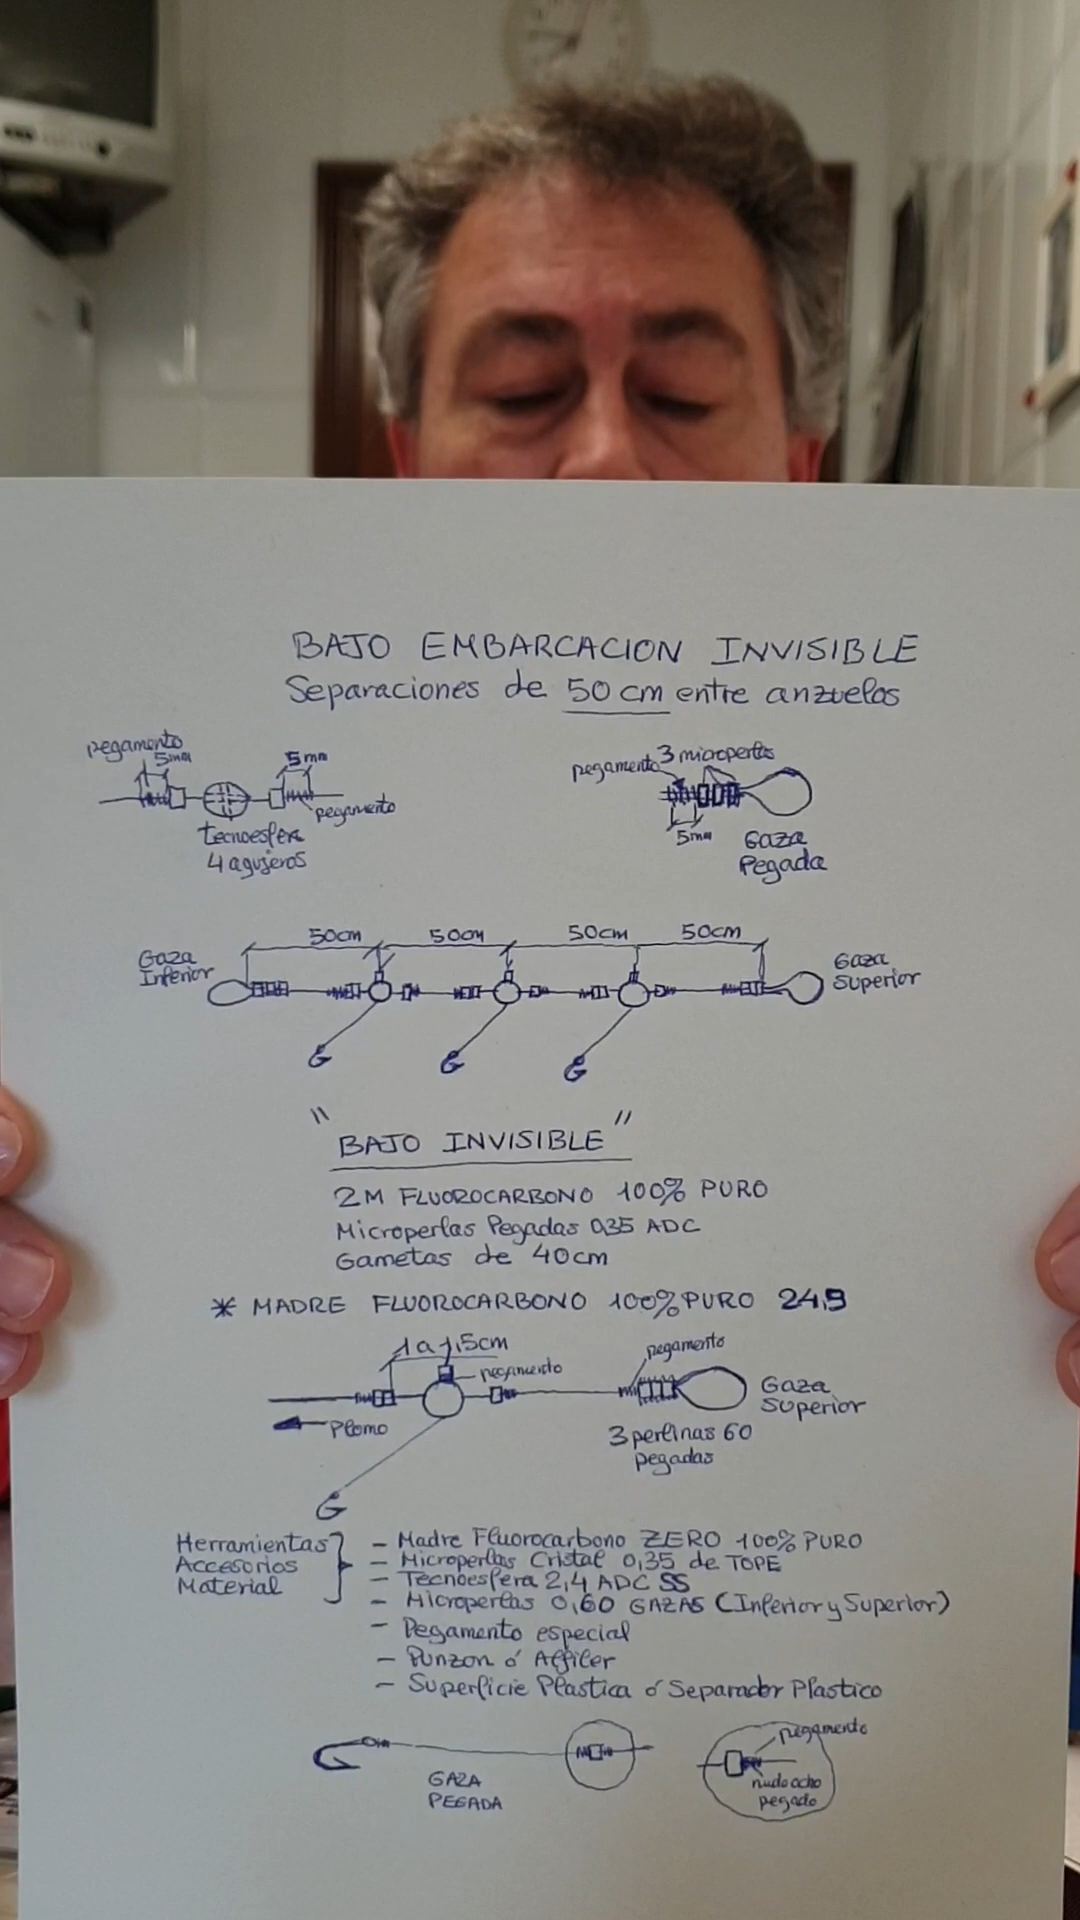 BAJO EMBARCACION INVISIBLE
Separaciones de 50 cm entre anzuelos
pegamento
5mm
5mm
pegamento
tecnoesfera
4 agujeros
pegamento
3 microperlas
5mm
Gaza
Pegada
50cm
50cm
50cm
50cm
Gaza
Inferior
Gaza
Superior
"BAJO INVISIBLE"
2M FLUOROCARBONO 100% PURO
Microperlas Pegadas 0,35 ADC
Gametas de 40cm
* MADRE FLUOROCARBONO 100% PURO 24,9
1 a 1,5cm
pegamento
pegamento
Gaza
Superior
Plomo
3 perlinas 60
pegadas
Herramientas
Accesorios
Material
- Madre Fluorocarbono ZERO 100% PURO
- Microperlas Cristal 0,35 de TOPE
- Tecnoesfera 2,4 ADC SS
- Microperlas 0,60 GAZAS (Inferior y Superior)
- Pegamento especial
- Punzon ó Alfiler
- Superficie Plastica ó Separador Plastico
GAZA
PEGADA
pegamento
nudo ocho
pegado